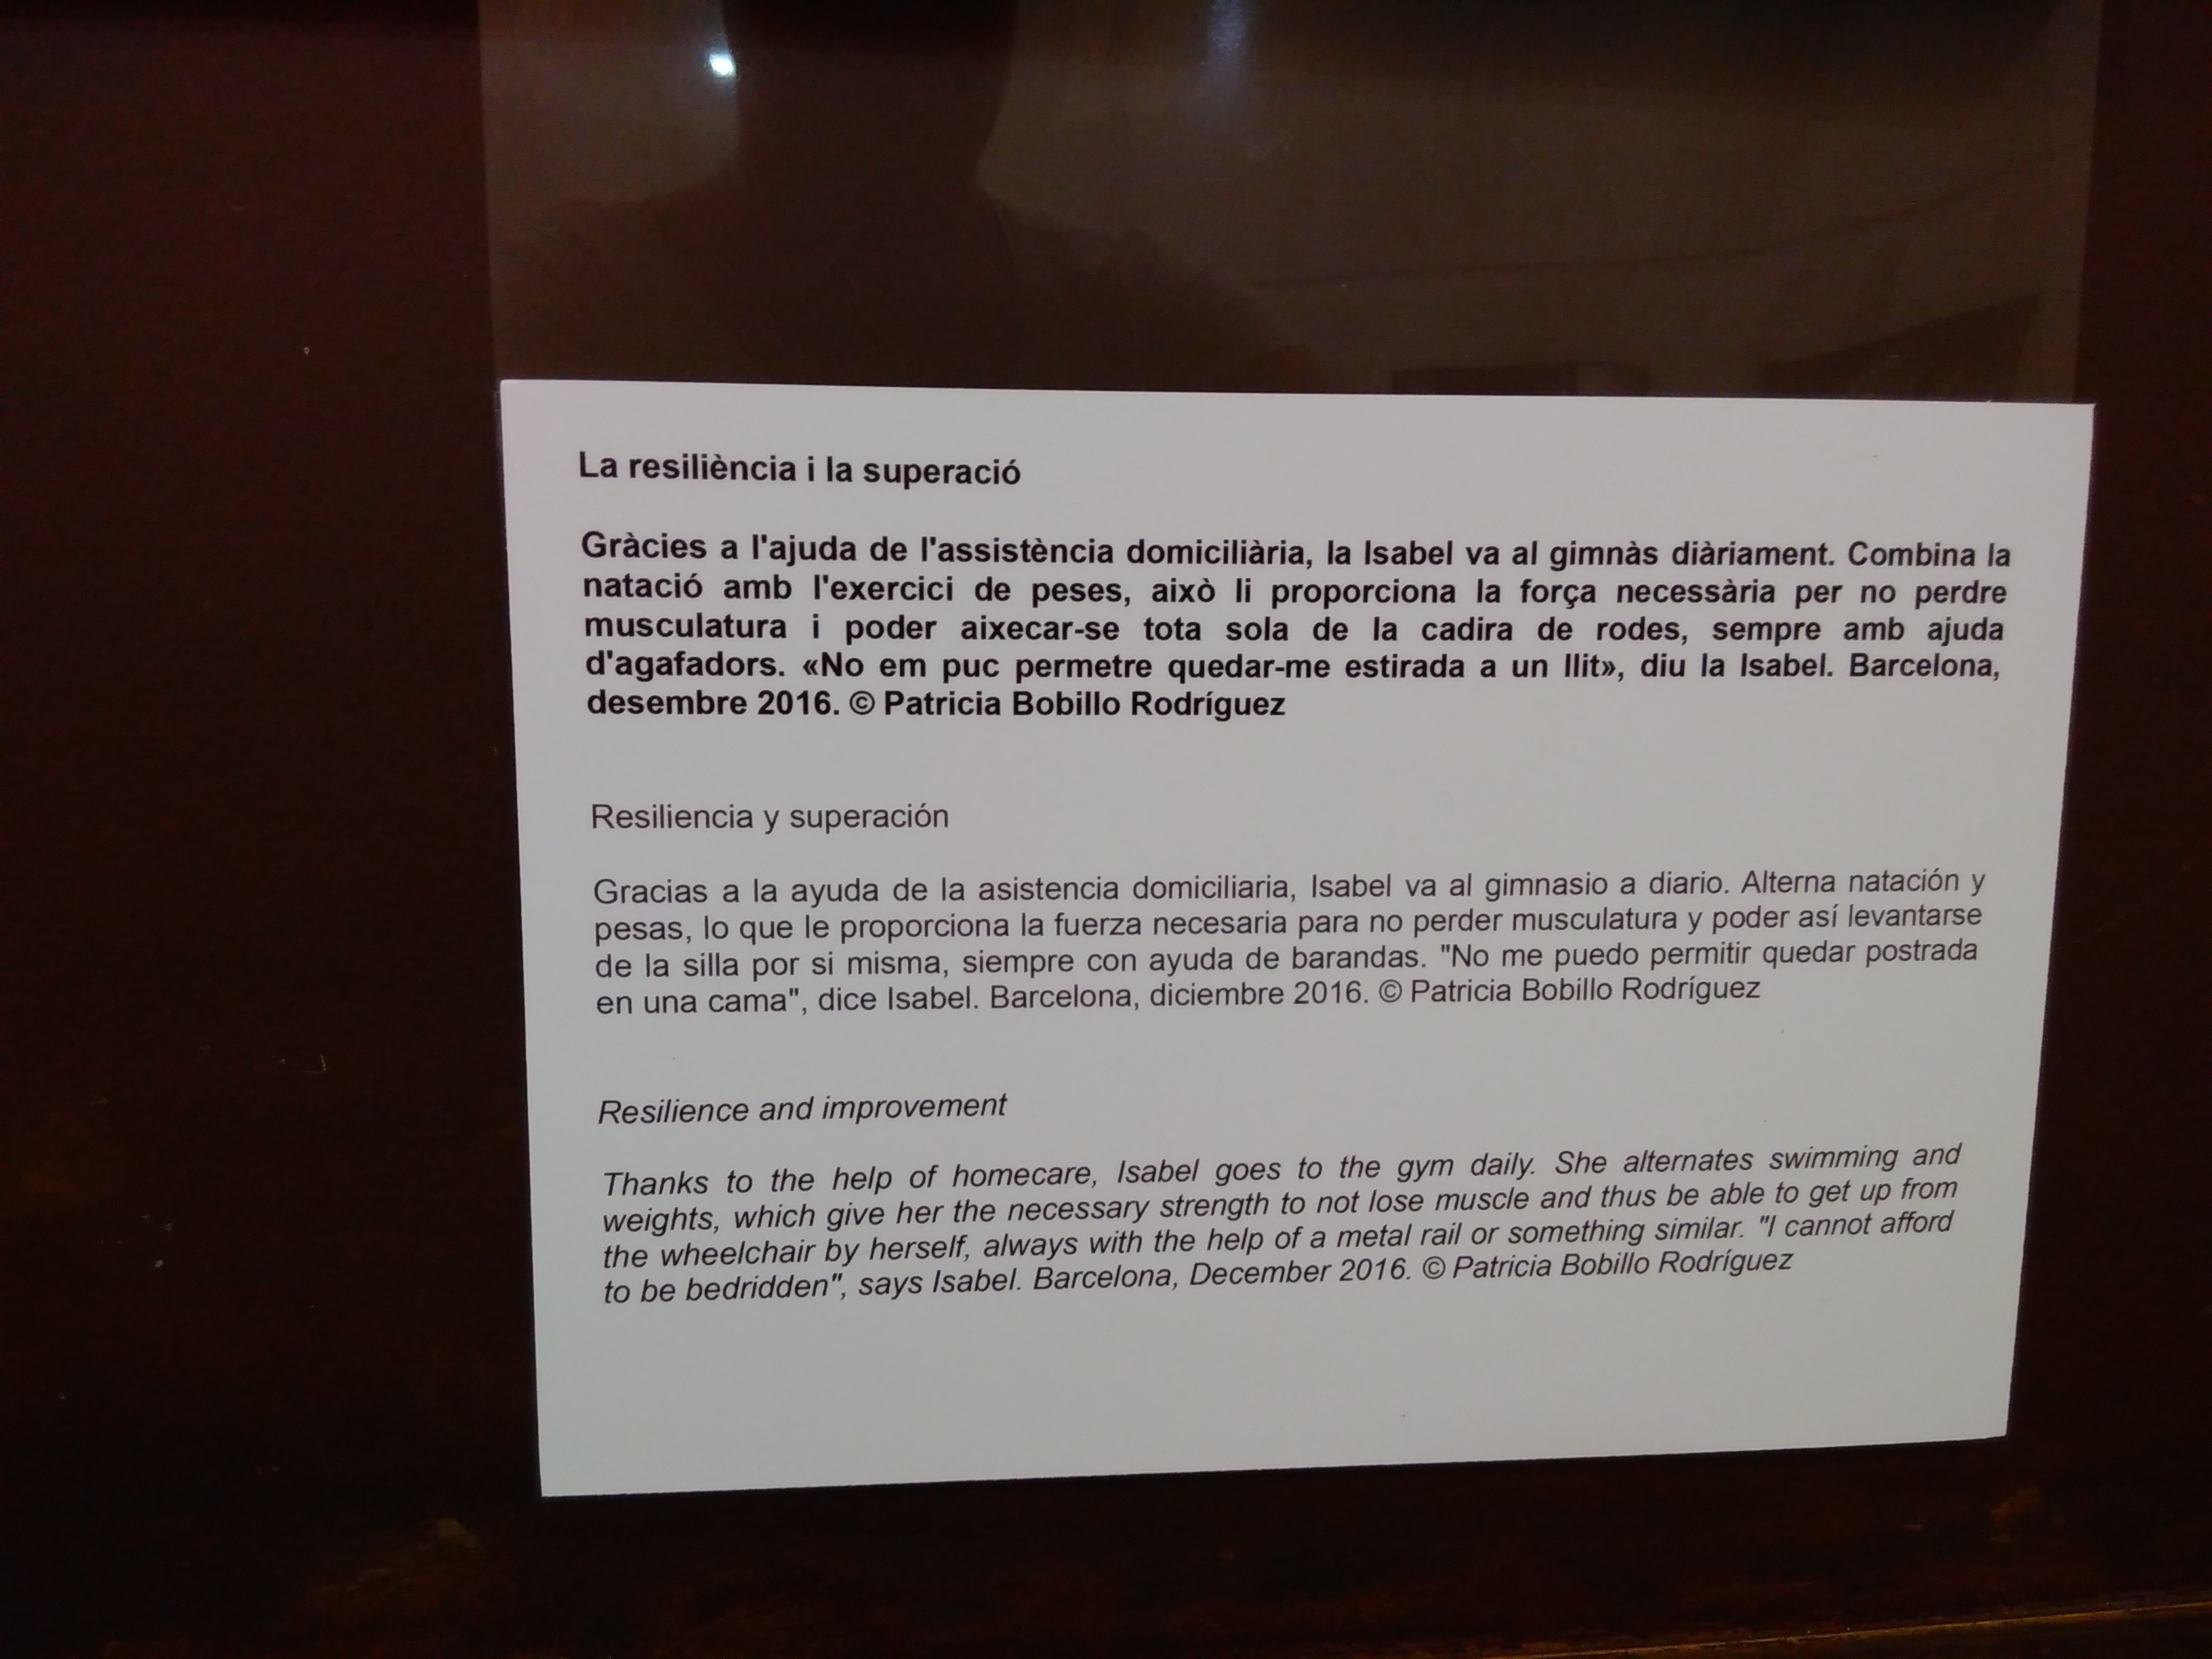 La resiliència i la superació
Gràcies a l'ajuda de l'assistència domiciliària, la Isabel va al gimnàs diàriament. Combina la
natació amb l'exercici de peses, això li proporciona la força necessària per no perdre
musculatura i poder aixecar-se tota sola de la cadira de rodes, sempre amb ajuda
d'agafadors. «No em puc permetre quedar-me estirada a un llit», diu la Isabel. Barcelona,
desembre 2016. © Patricia Bobillo Rodríguez
Resiliencia y superación
Gracias a la ayuda de la asistencia domiciliaria, Isabel va al gimnasio a diario. Alterna natación y
pesas, lo que le proporciona la fuerza necesaria para no perder musculatura y poder así levantarse
de la silla por si misma, siempre con ayuda de barandas. "No me puedo permitir quedar postrada
en una cama", dice Isabel. Barcelona, diciembre 2016. © Patricia Bobillo Rodríguez
Resilience and improvement
Thanks to the help of homecare, Isabel goes to the gym daily. She alternates swimming and
weights, which give her the necessary strength to not lose muscle and thus be able to get up from
the wheelchair by herself, always with the help of a metal rail or something similar. "I cannot afford
to be bedridden", says Isabel. Barcelona, December 2016. © Patricia Bobillo Rodríguez